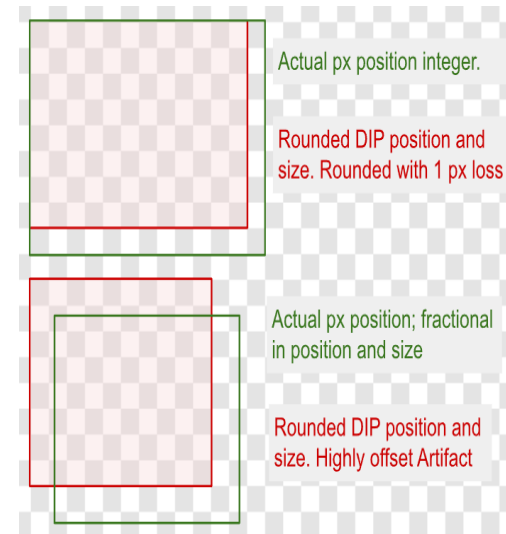 Actual px position integer.
Rounded DIP position and
size. Rounded with 1 px loss
Actual px position; fractional
in position and size
Rounded DIP position and
size. Highly offset Artifact